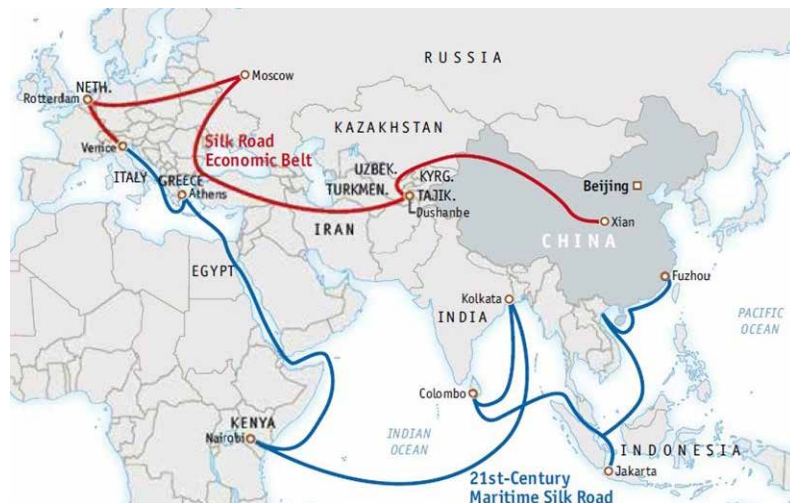 RUSSIA
Moscow
NETH.
Rotterdam
KAZAKHSTAN
Silk Road
Economic Belt
Venice
UZBEK.
KYRG.
Beijing
ITALY
GREECE
TURKMEN.
TAJIK.
Athens
Dushanbe
Xian
IRAN
CHINA
EGYPT
Fuzhou
Kolkata
INDIA
PACIFIC
OCEAN
Colombo
KENYA
Nairobi
INDIAN
OCEAN
INDONESIA
Jakarta
21st-Century
Maritime Silk Road